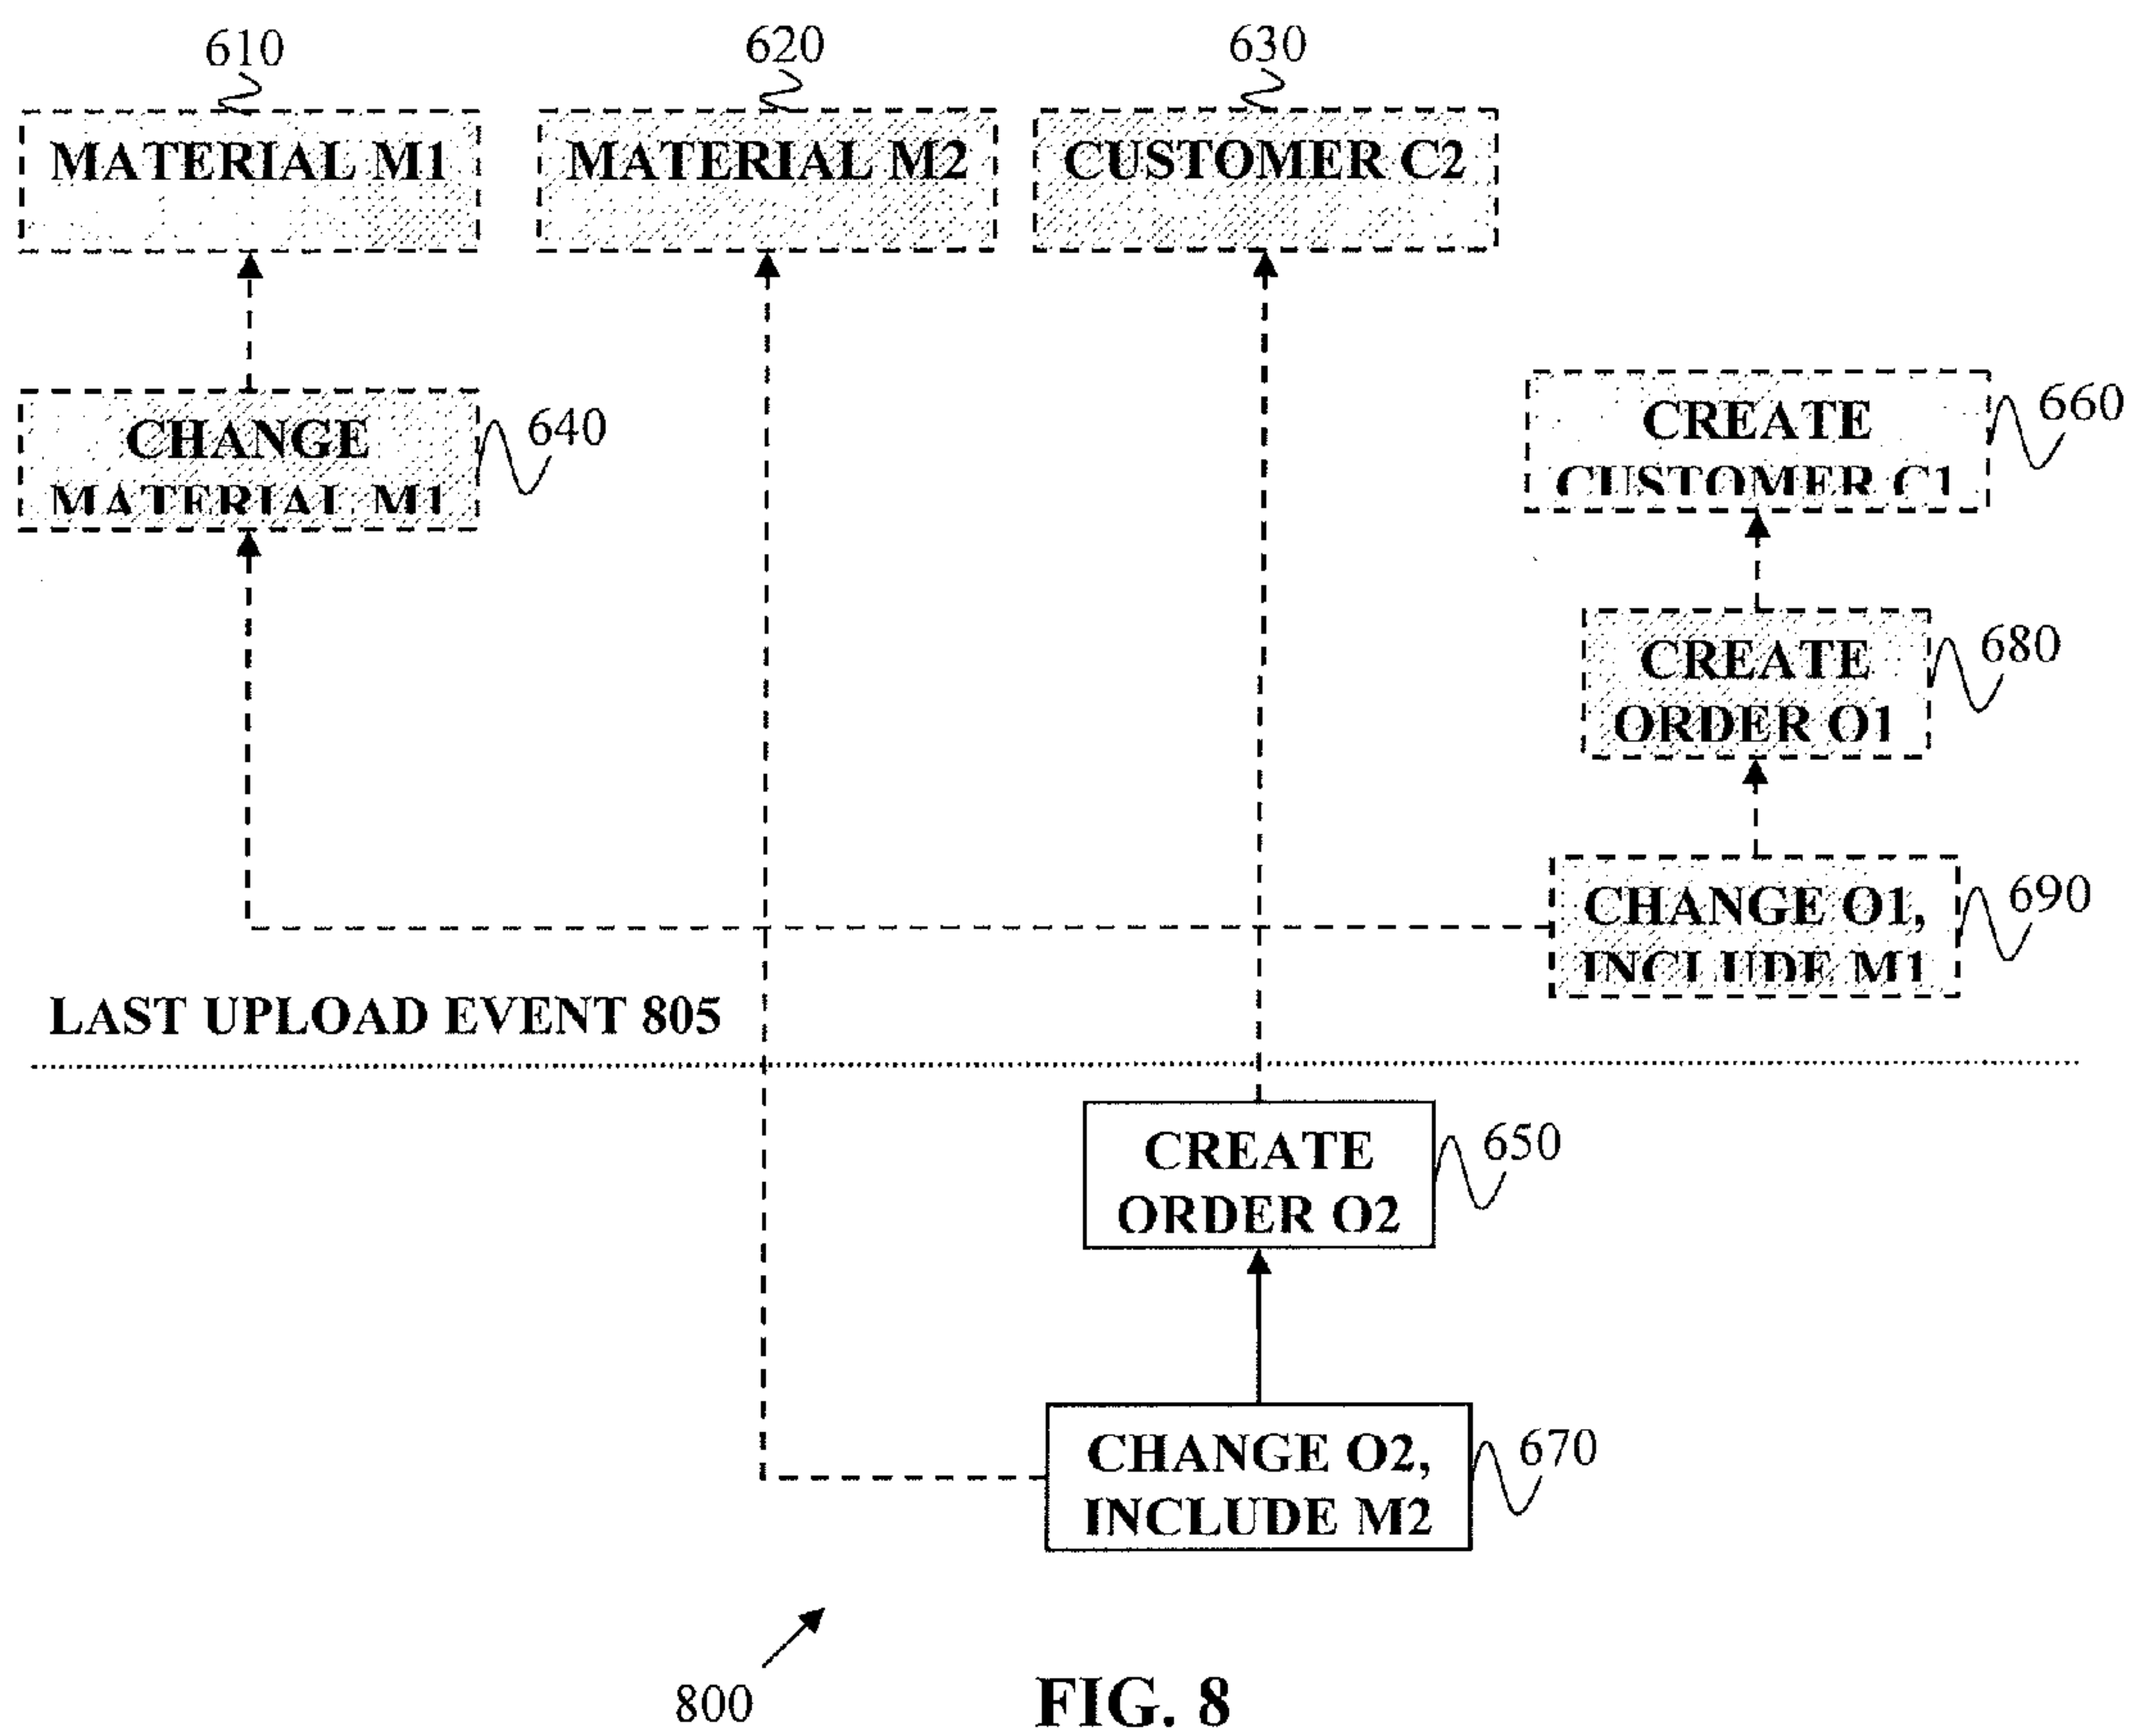 610
620
630
MATERIAL M1
MATERIAL M2
CUSTOMER C2
CHANGE
MATERIAL M1
640
CREATE
CUSTOMER C1
660
CREATE
ORDER O1
680
CHANGE O1,
INCLUDE M1
690
LAST UPLOAD EVENT 805
CREATE
ORDER O2
650
CHANGE O2,
INCLUDE M2
670
800
FIG. 8